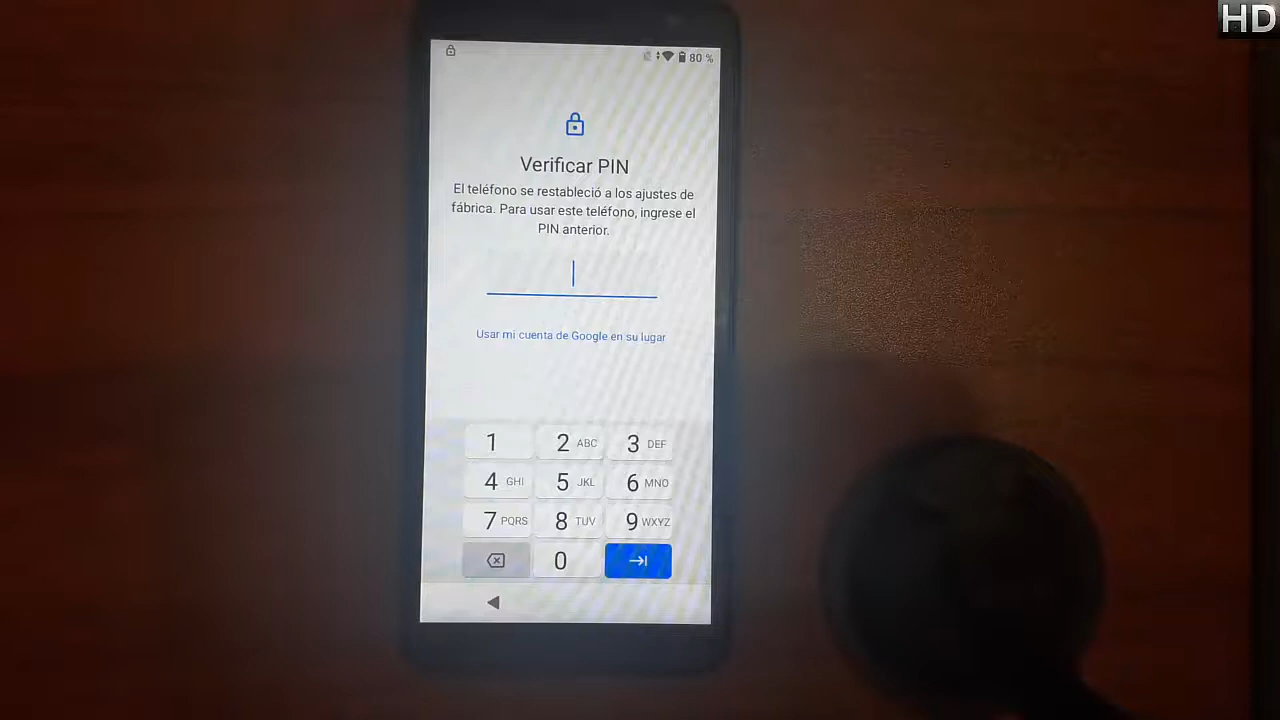 HD
80 %
Verificar PIN
El teléfono se restableció a los ajustes de
fábrica. Para usar este teléfono, ingrese el
PIN anterior.
Usar mi cuenta de Google en su lugar
1 2 ABC 3 DEF
4 GHI 5 JKL 6 MNO
7 PQRS 8 TUV 9 WXYZ
0